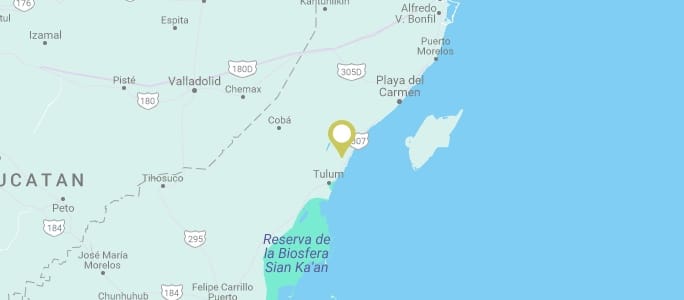 176
Kantunilkín
Espita
Alfredo
V. Bonfil
Izamal
Puerto
Morelos
180D
305D
Pisté
Valladolid
Playa del
Carmen
180
Chemax
Cobá
307
UCATAN
Tihosuco
Tulum
Peto
184
295
Reserva de
la Biosfera
Sian Ka'an
José María
Morelos
184
Felipe Carrillo
Puerto
Chunhuhub